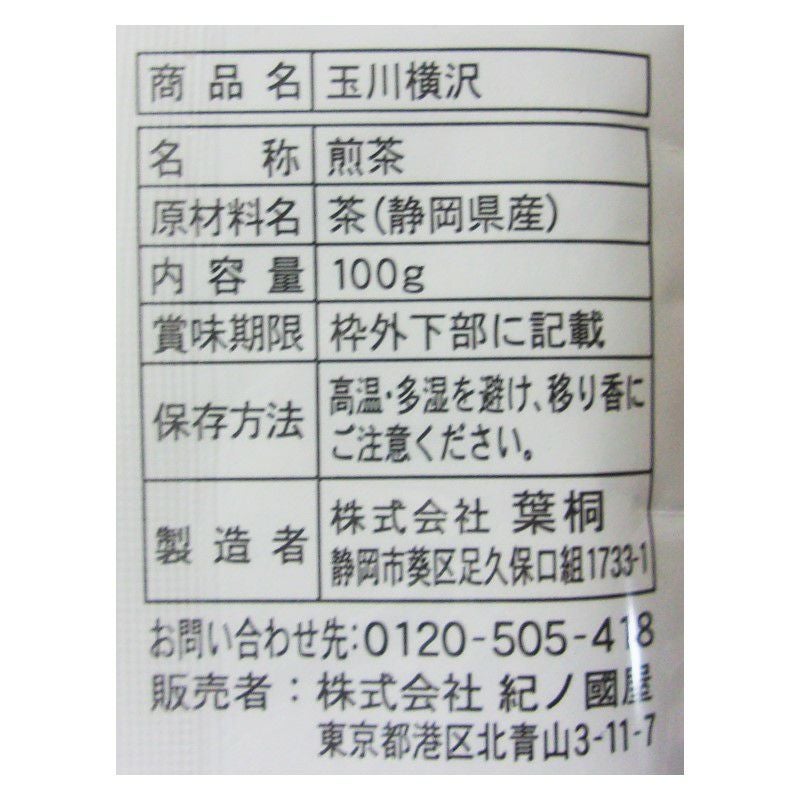 商品名 玉川横沢
名称 煎茶
原材料名 茶(静岡県産)
内容量 100g
賞味期限 枠外下部に記載
保存方法 高温・多湿を避け、移り香に
ご注意ください。
製造者 株式会社 葉桐
静岡市葵区足久保口組1733-1
お問い合わせ先:0120-505-418
販売者:株式会社 紀ノ國屋
東京都港区北青山3-11-7